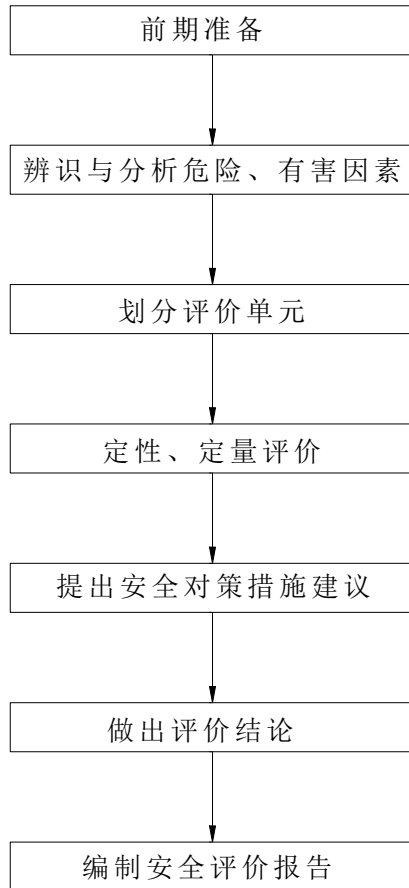 前期准备
辨识与分析危险、有害因素
划分评价单元
定性、定量评价
提出安全对策措施建议
做出评价结论
编制安全评价报告